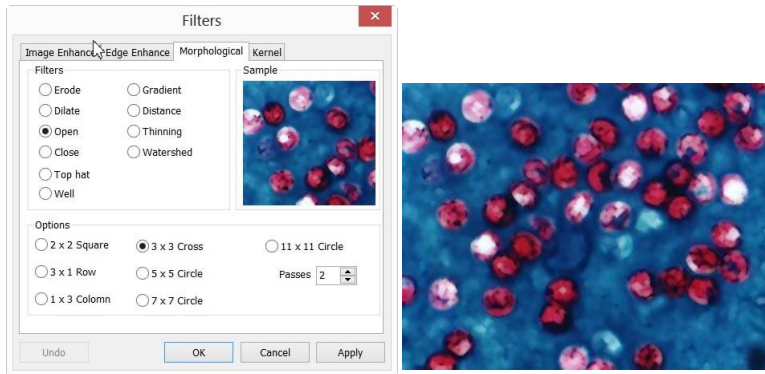 Filters
Image Enhance Edge Enhance Morphological Kernel
Filters
Sample
Erode Gradient
Dilate Distance
Open Thinning
Close Watershed
Top hat
Well
Options
2 x 2 Square 3 x 3 Cross 11 x 11 Circle
3 x 1 Row 5 x 5 Circle Passes 2
1 x 3 Colomn 7 x 7 Circle
Undo OK Cancel Apply